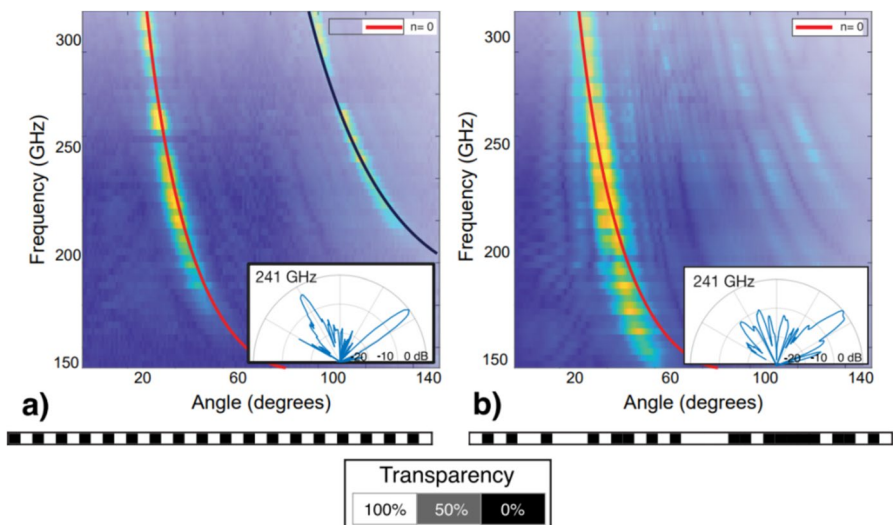 n= 0
n= 0
300
250
200
150
Frequency (GHz)
241 GHz
-20 -10 0 dB
20 60 100 140
Angle (degrees)
a)
300
250
200
150
Frequency (GHz)
241 GHz
-20 -10 0 dB
20 60 100 140
Angle (degrees)
b)
Transparency
100% 50% 0%